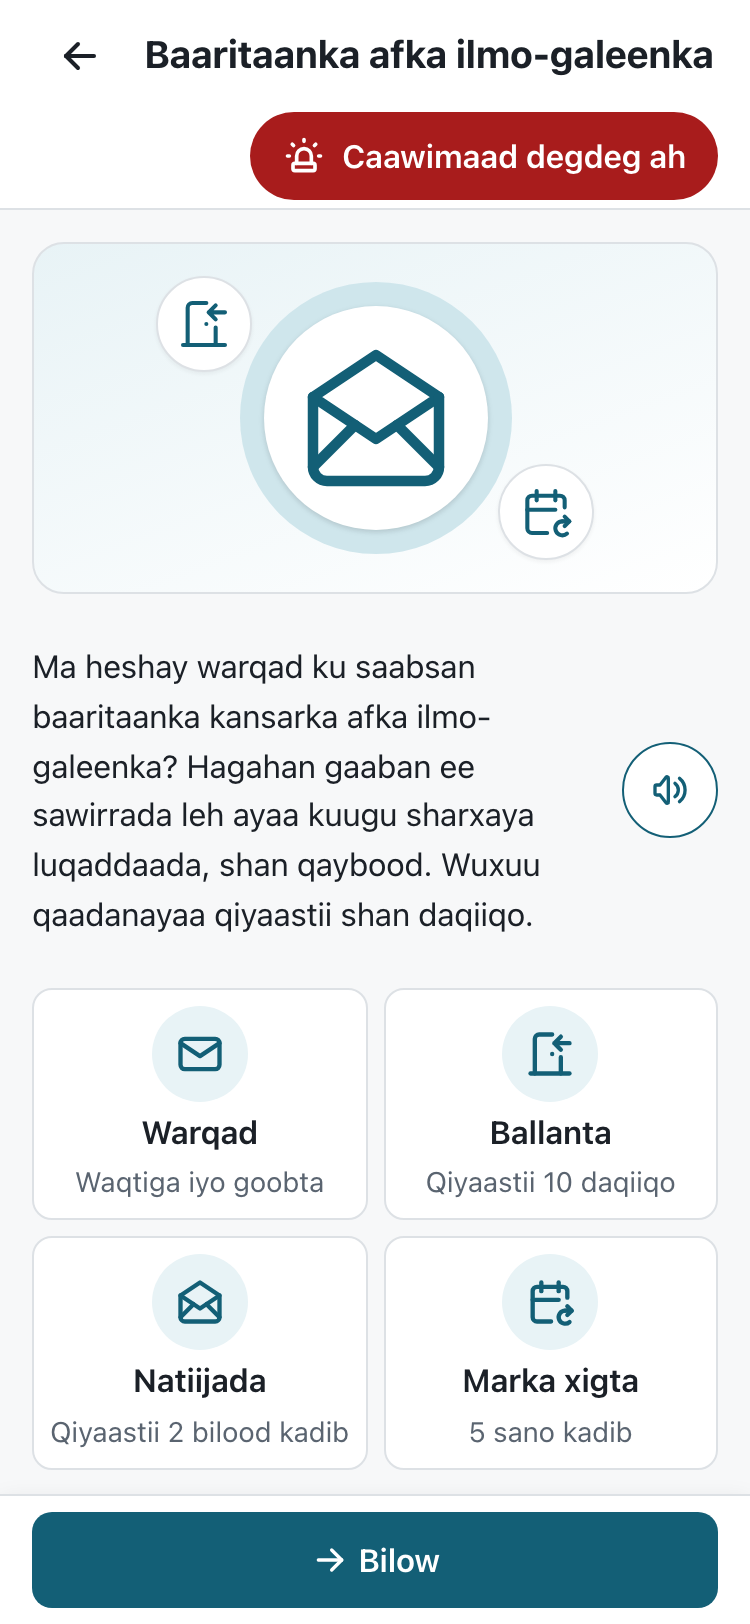 Baaritaanka afka ilmo-galeenka
Caawimaad degdeg ah
Ma heshay warqad ku saabsan
baaritaanka kansarka afka ilmo-
galeenka? Hagahan gaaban ee
sawirrada leh ayaa kuugu sharxaya
luqaddaada, shan qaybood. Wuxuu
qaadanayaa qiyaastii shan daqiiqo.
Warqad
Waqtiga iyo goobta
Ballanta
Qiyaastii 10 daqiiqo
Natiijada
Qiyaastii 2 bilood kadib
Marka xigta
5 sano kadib
Bilow